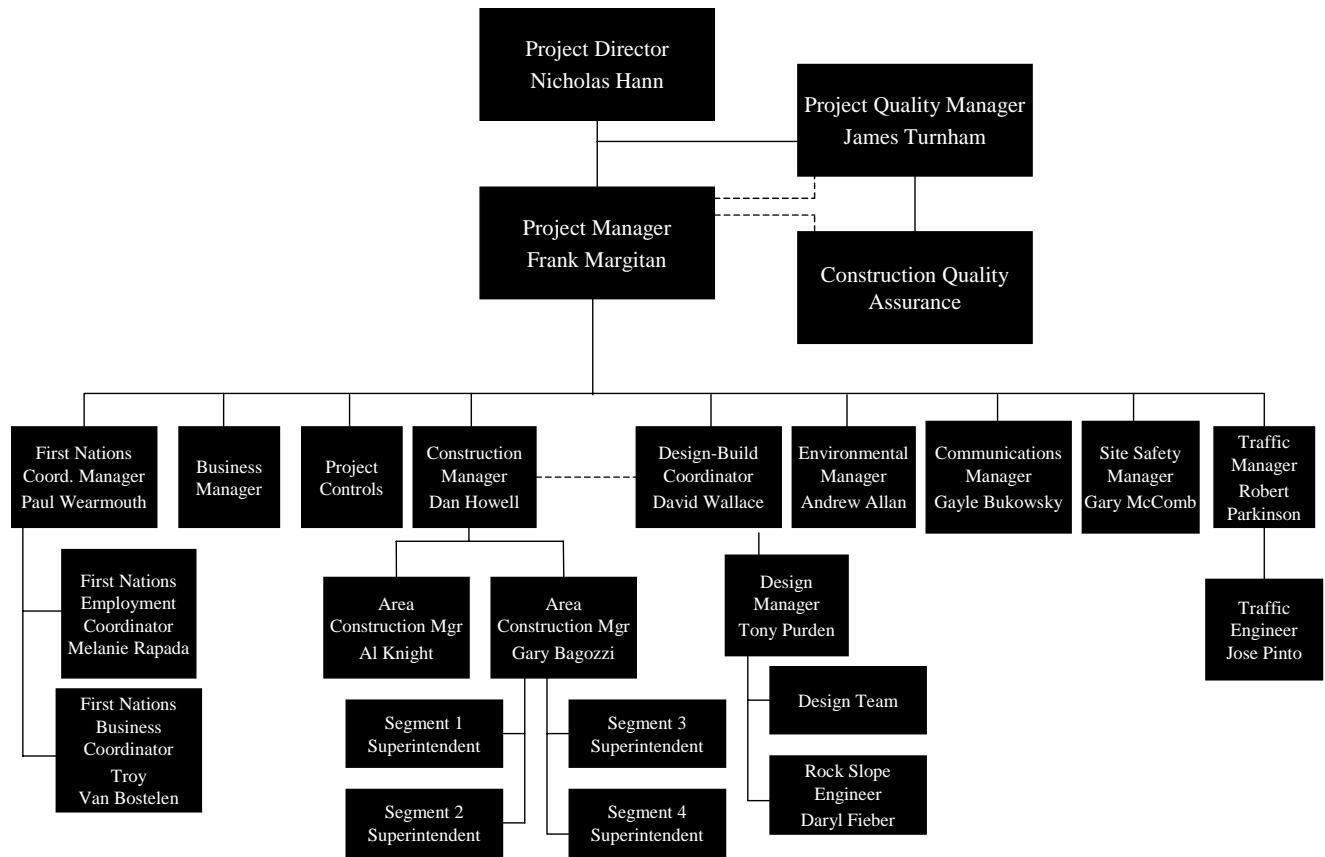 Project Director
Nicholas Hann
Project Quality Manager
James Turnham
Project Manager
Frank Margitan
Construction Quality
Assurance
First Nations
Coord. Manager
Paul Wearmouth
Business
Manager
Project
Controls
Construction
Manager
Dan Howell
Design-Build
Coordinator
David Wallace
Environmental
Manager
Andrew Allan
Communications
Manager
Gayle Bukowsky
Site Safety
Manager
Gary McComb
Traffic
Manager
Robert
Parkinson
First Nations
Employment
Coordinator
Melanie Rapada
Area
Construction Mgr
Al Knight
Area
Construction Mgr
Gary Bagozzi
Design
Manager
Tony Purden
Traffic
Engineer
Jose Pinto
First Nations
Business
Coordinator
Troy
Van Bostelen
Segment 1
Superintendent
Segment 3
Superintendent
Design Team
Segment 2
Superintendent
Segment 4
Superintendent
Rock Slope
Engineer
Daryl Fieber